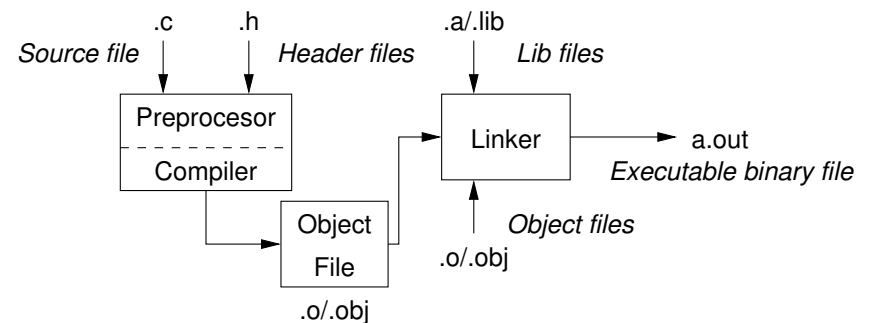 .c
.h
.a/.lib
Source file
Header files
Lib files
Preprocesor
Compiler
Linker
a.out
Executable binary file
Object
File
Object files
.o/.obj
.o/.obj